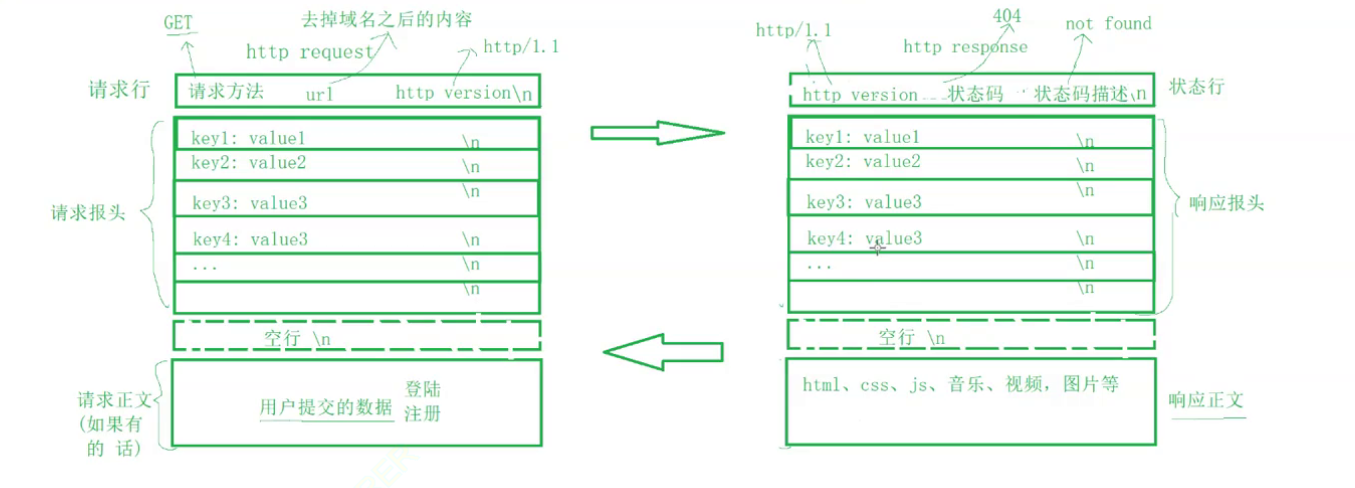 GET
去掉域名之后的内容
http request
http/1.1
请求行
请求方法 url http version\n
key1: value1 \n
key2: value2 \n
\n
key3: value3
key4: value3 \n
... \n
\n
请求报头
空行 \n
请求正文
(如果有
的 话)
用户提交的数据
登陆
注册
http/1.1
404
not found
http response
http version 状态码 状态码描述\n
状态行
key1: value1 \n
key2: value2 \n
\n
key3: value3
key4: value3 \n
... \n
\n
响应报头
空行 \n
html、css、js、音乐、视频，图片等
响应正文